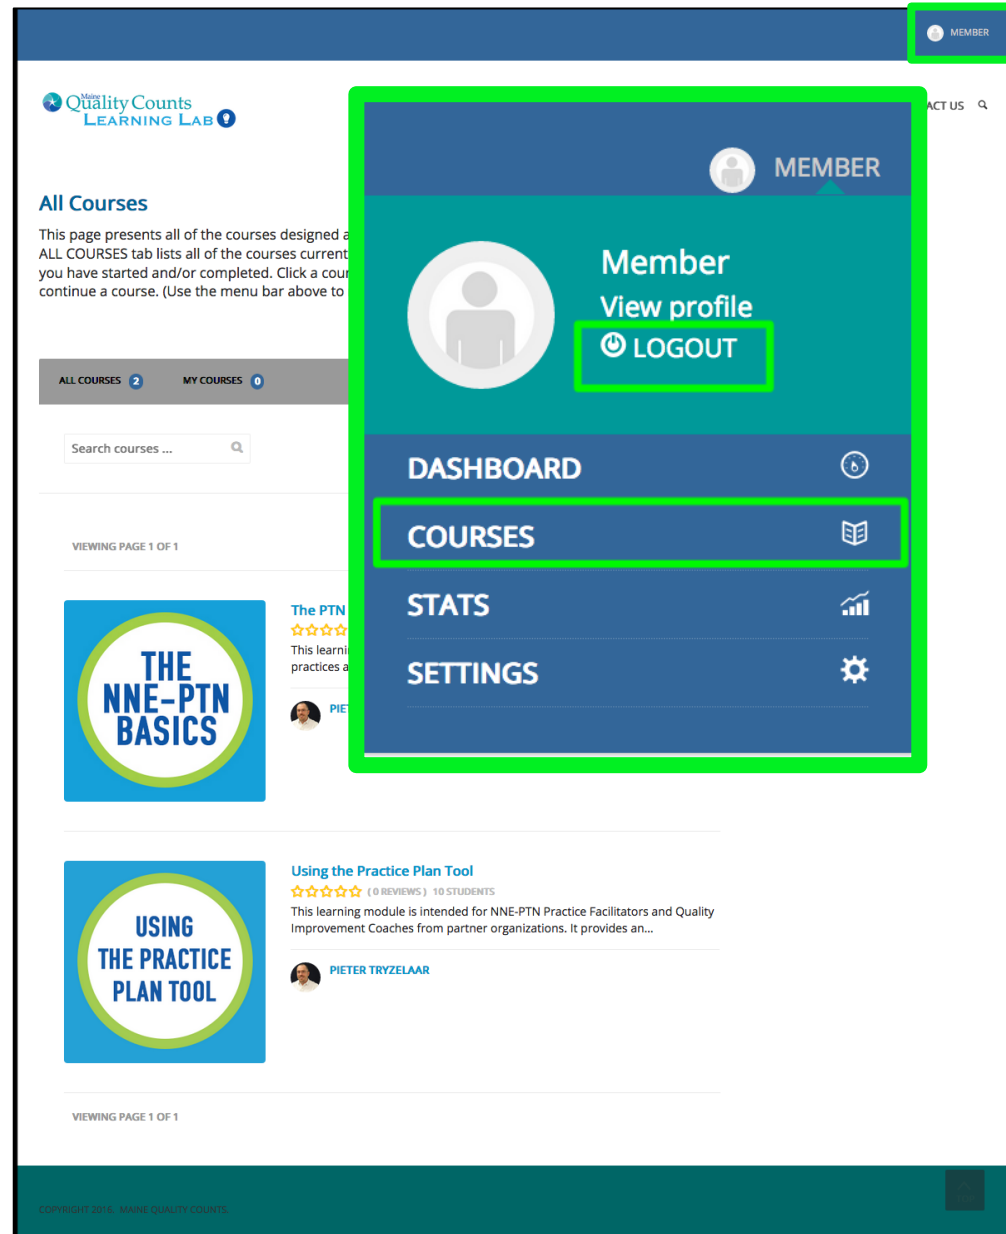 MEMBER
Maine
Quality Counts
LEARNING LAB
ACT US
All Courses
This page presents all of the courses designed a
ALL COURSES tab lists all of the courses current
you have started and/or completed. Click a cour
continue a course. (Use the menu bar above to
MEMBER
Member
View profile
LOGOUT
DASHBOARD
COURSES
STATS
SETTINGS
ALL COURSES 2 MY COURSES 0
Search courses ...
VIEWING PAGE 1 OF 1
THE
NNE-PTN
BASICS
The PTN
This learni
practices a
PIET
USING
THE PRACTICE
PLAN TOOL
Using the Practice Plan Tool
( 0 REVIEWS ) 10 STUDENTS
This learning module is intended for NNE-PTN Practice Facilitators and Quality
Improvement Coaches from partner organizations. It provides an...
PIETER TRYZELAAR
VIEWING PAGE 1 OF 1
COPYRIGHT 2016. MAINE QUALITY COUNTS.